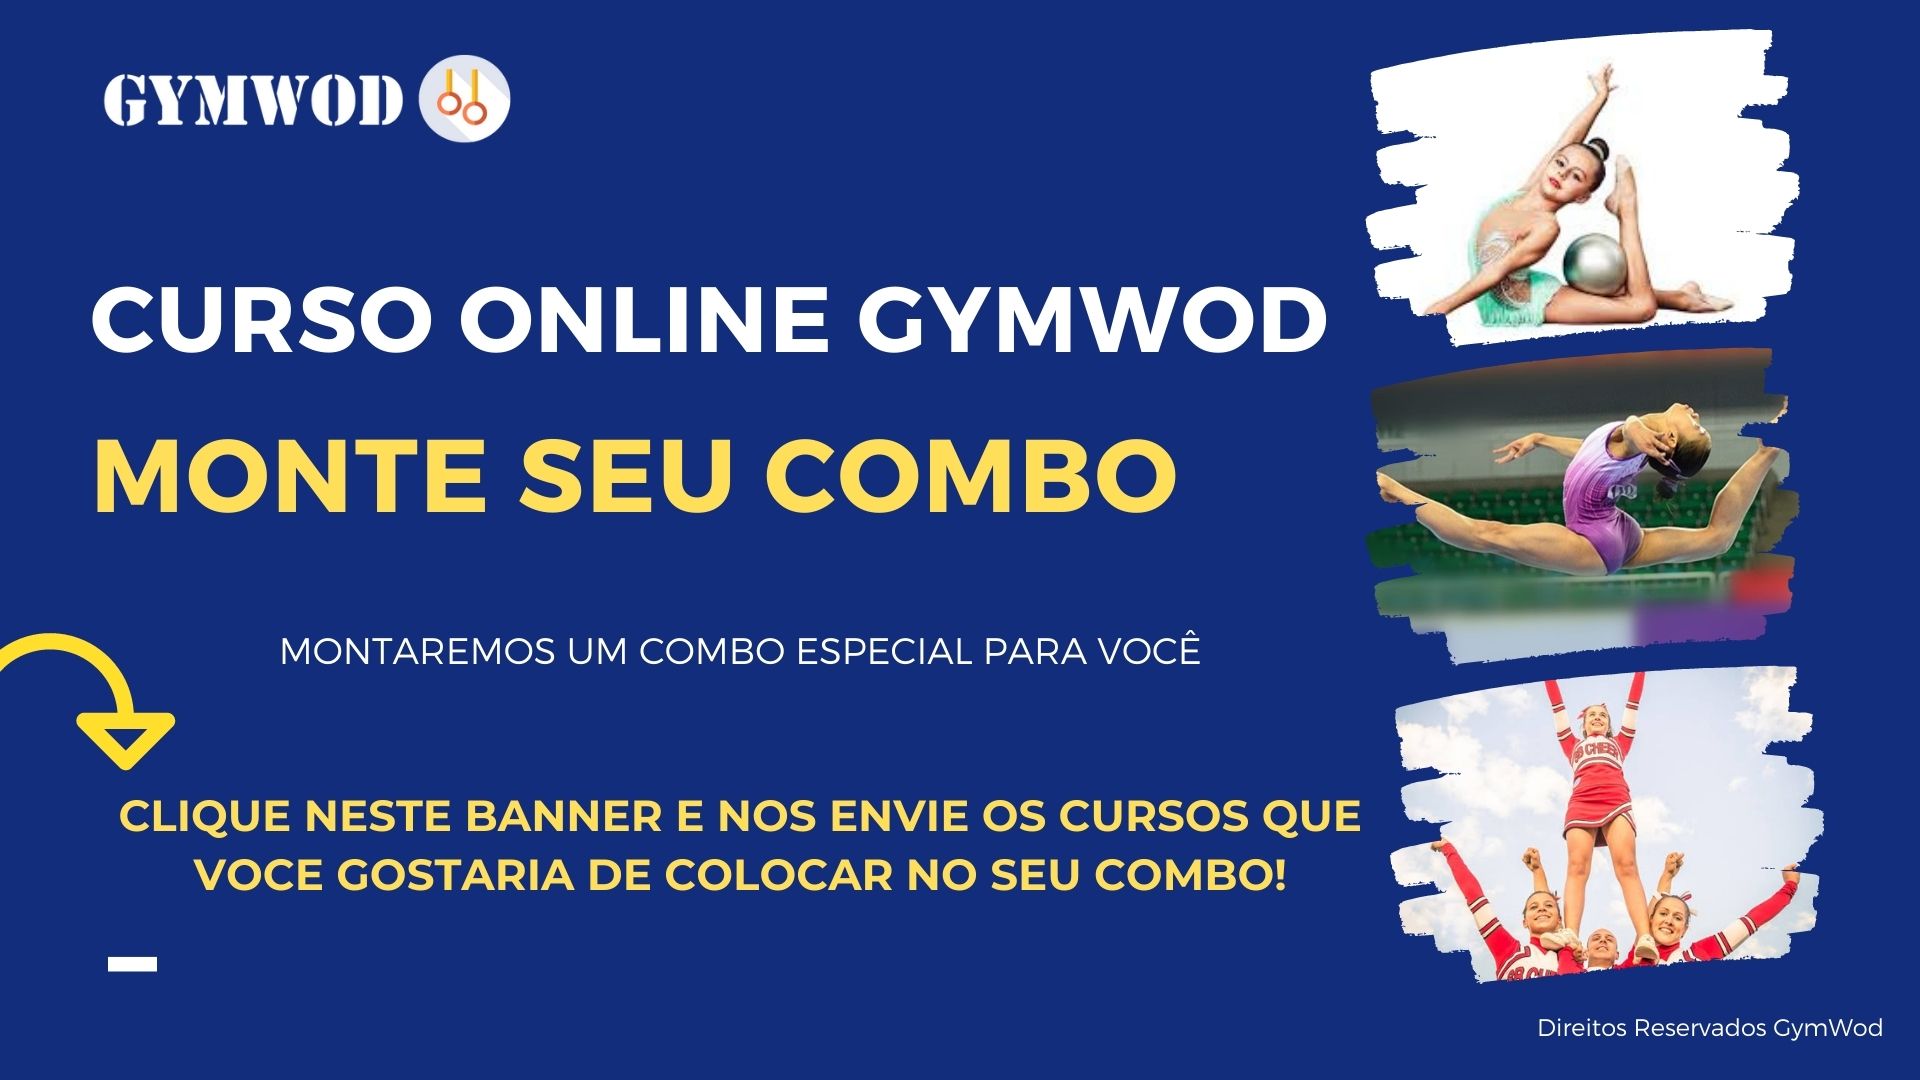 GYMWOD
CURSO ONLINE GYMWOD
MONTE SEU COMBO
MONTAREMOS UM COMBO ESPECIAL PARA VOCÊ
CLIQUE NESTE BANNER E NOS ENVIE OS CURSOS QUE
VOCE GOSTARIA DE COLOCAR NO SEU COMBO!
Direitos Reservados GymWod